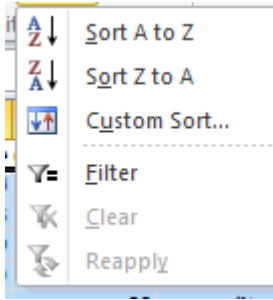 Sort A to Z
Sort Z to A
Custom Sort...
Filter
Clear
Reapply